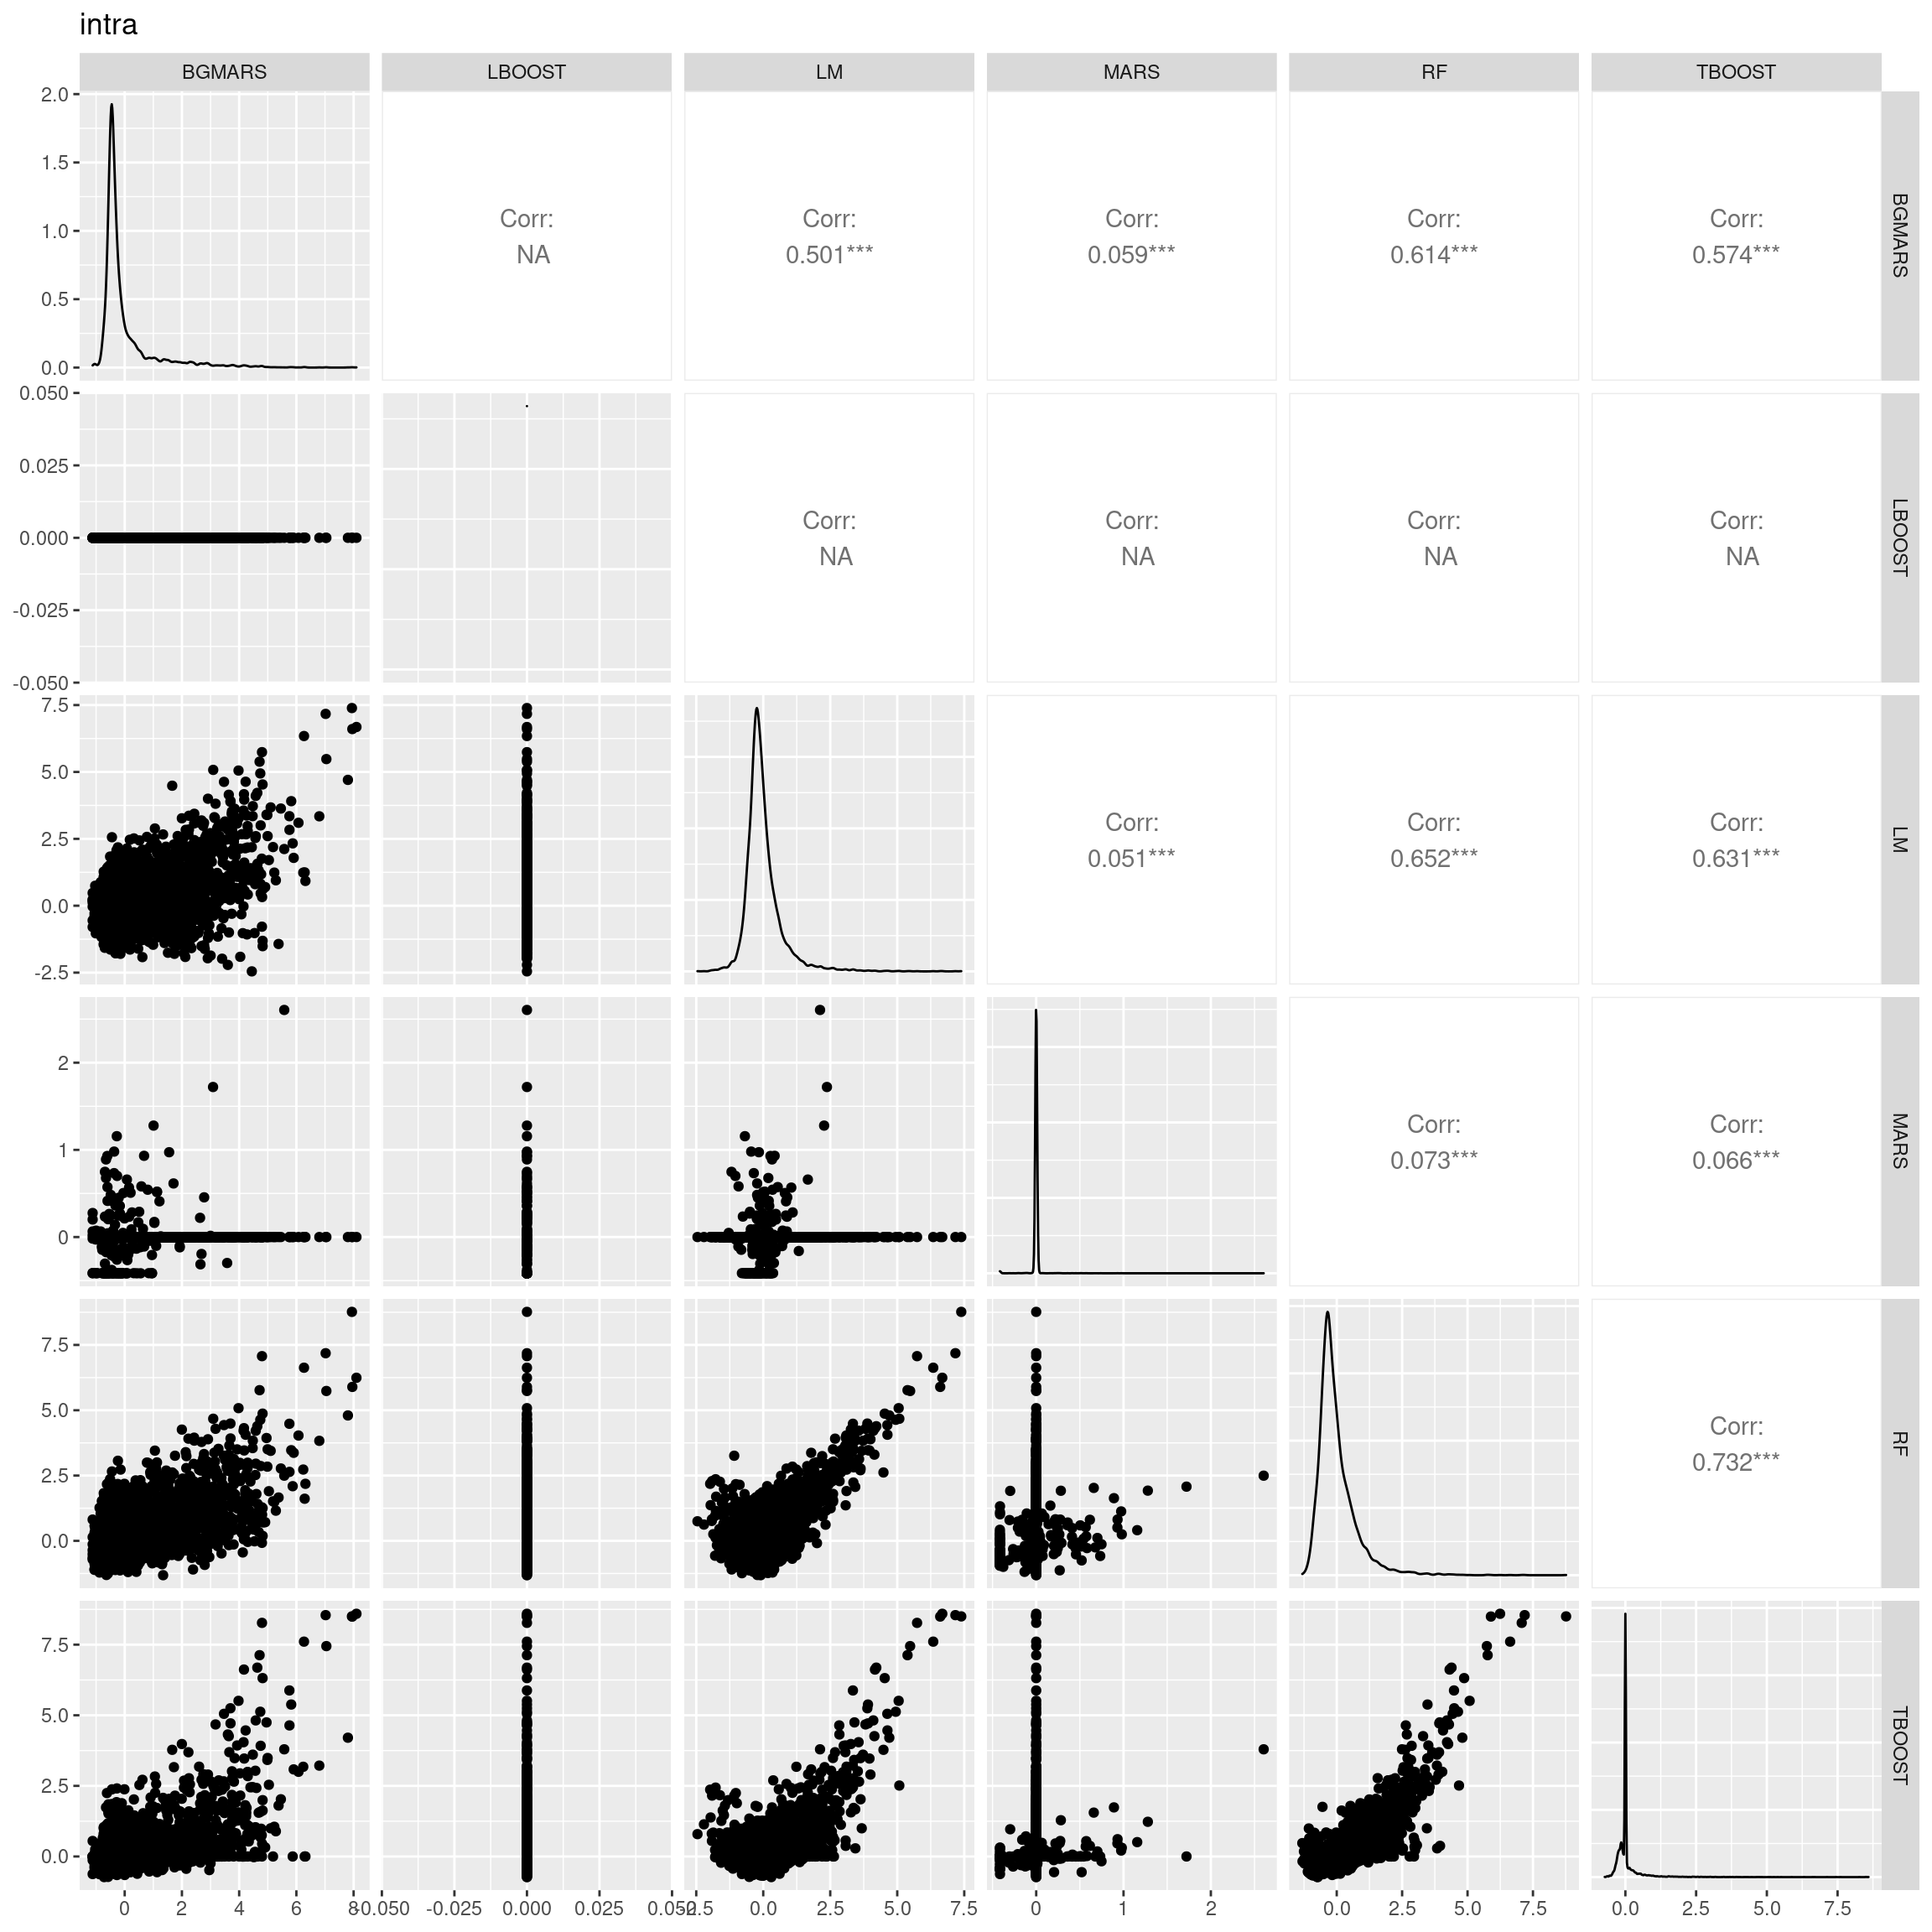 intra
BGMARS LBOOST LM MARS RF TBOOST
2.0
1.5
1.0
0.5
0.0
Corr: Corr: Corr: Corr: Corr:
NA 0.501*** 0.059*** 0.614*** 0.574***
BGMARS
0.050
0.025
0.000
-0.025
-0.050
Corr: Corr: Corr: Corr:
NA NA NA NA
LBOOST
7.5
5.0
2.5
0.0
-2.5
Corr: Corr: Corr:
0.051*** 0.652*** 0.631***
LM
2
1
0
Corr: Corr:
0.073*** 0.066***
MARS
7.5
5.0
2.5
0.0
Corr:
0.732***
RF
7.5
5.0
2.5
0.0
TBOOST
0 2 4 6 8 -0.050 -0.025 0.000 0.025 0.050 -2.5 0.0 2.5 5.0 7.5 0 1 2 0.0 2.5 5.0 7.5 0.0 2.5 5.0 7.5